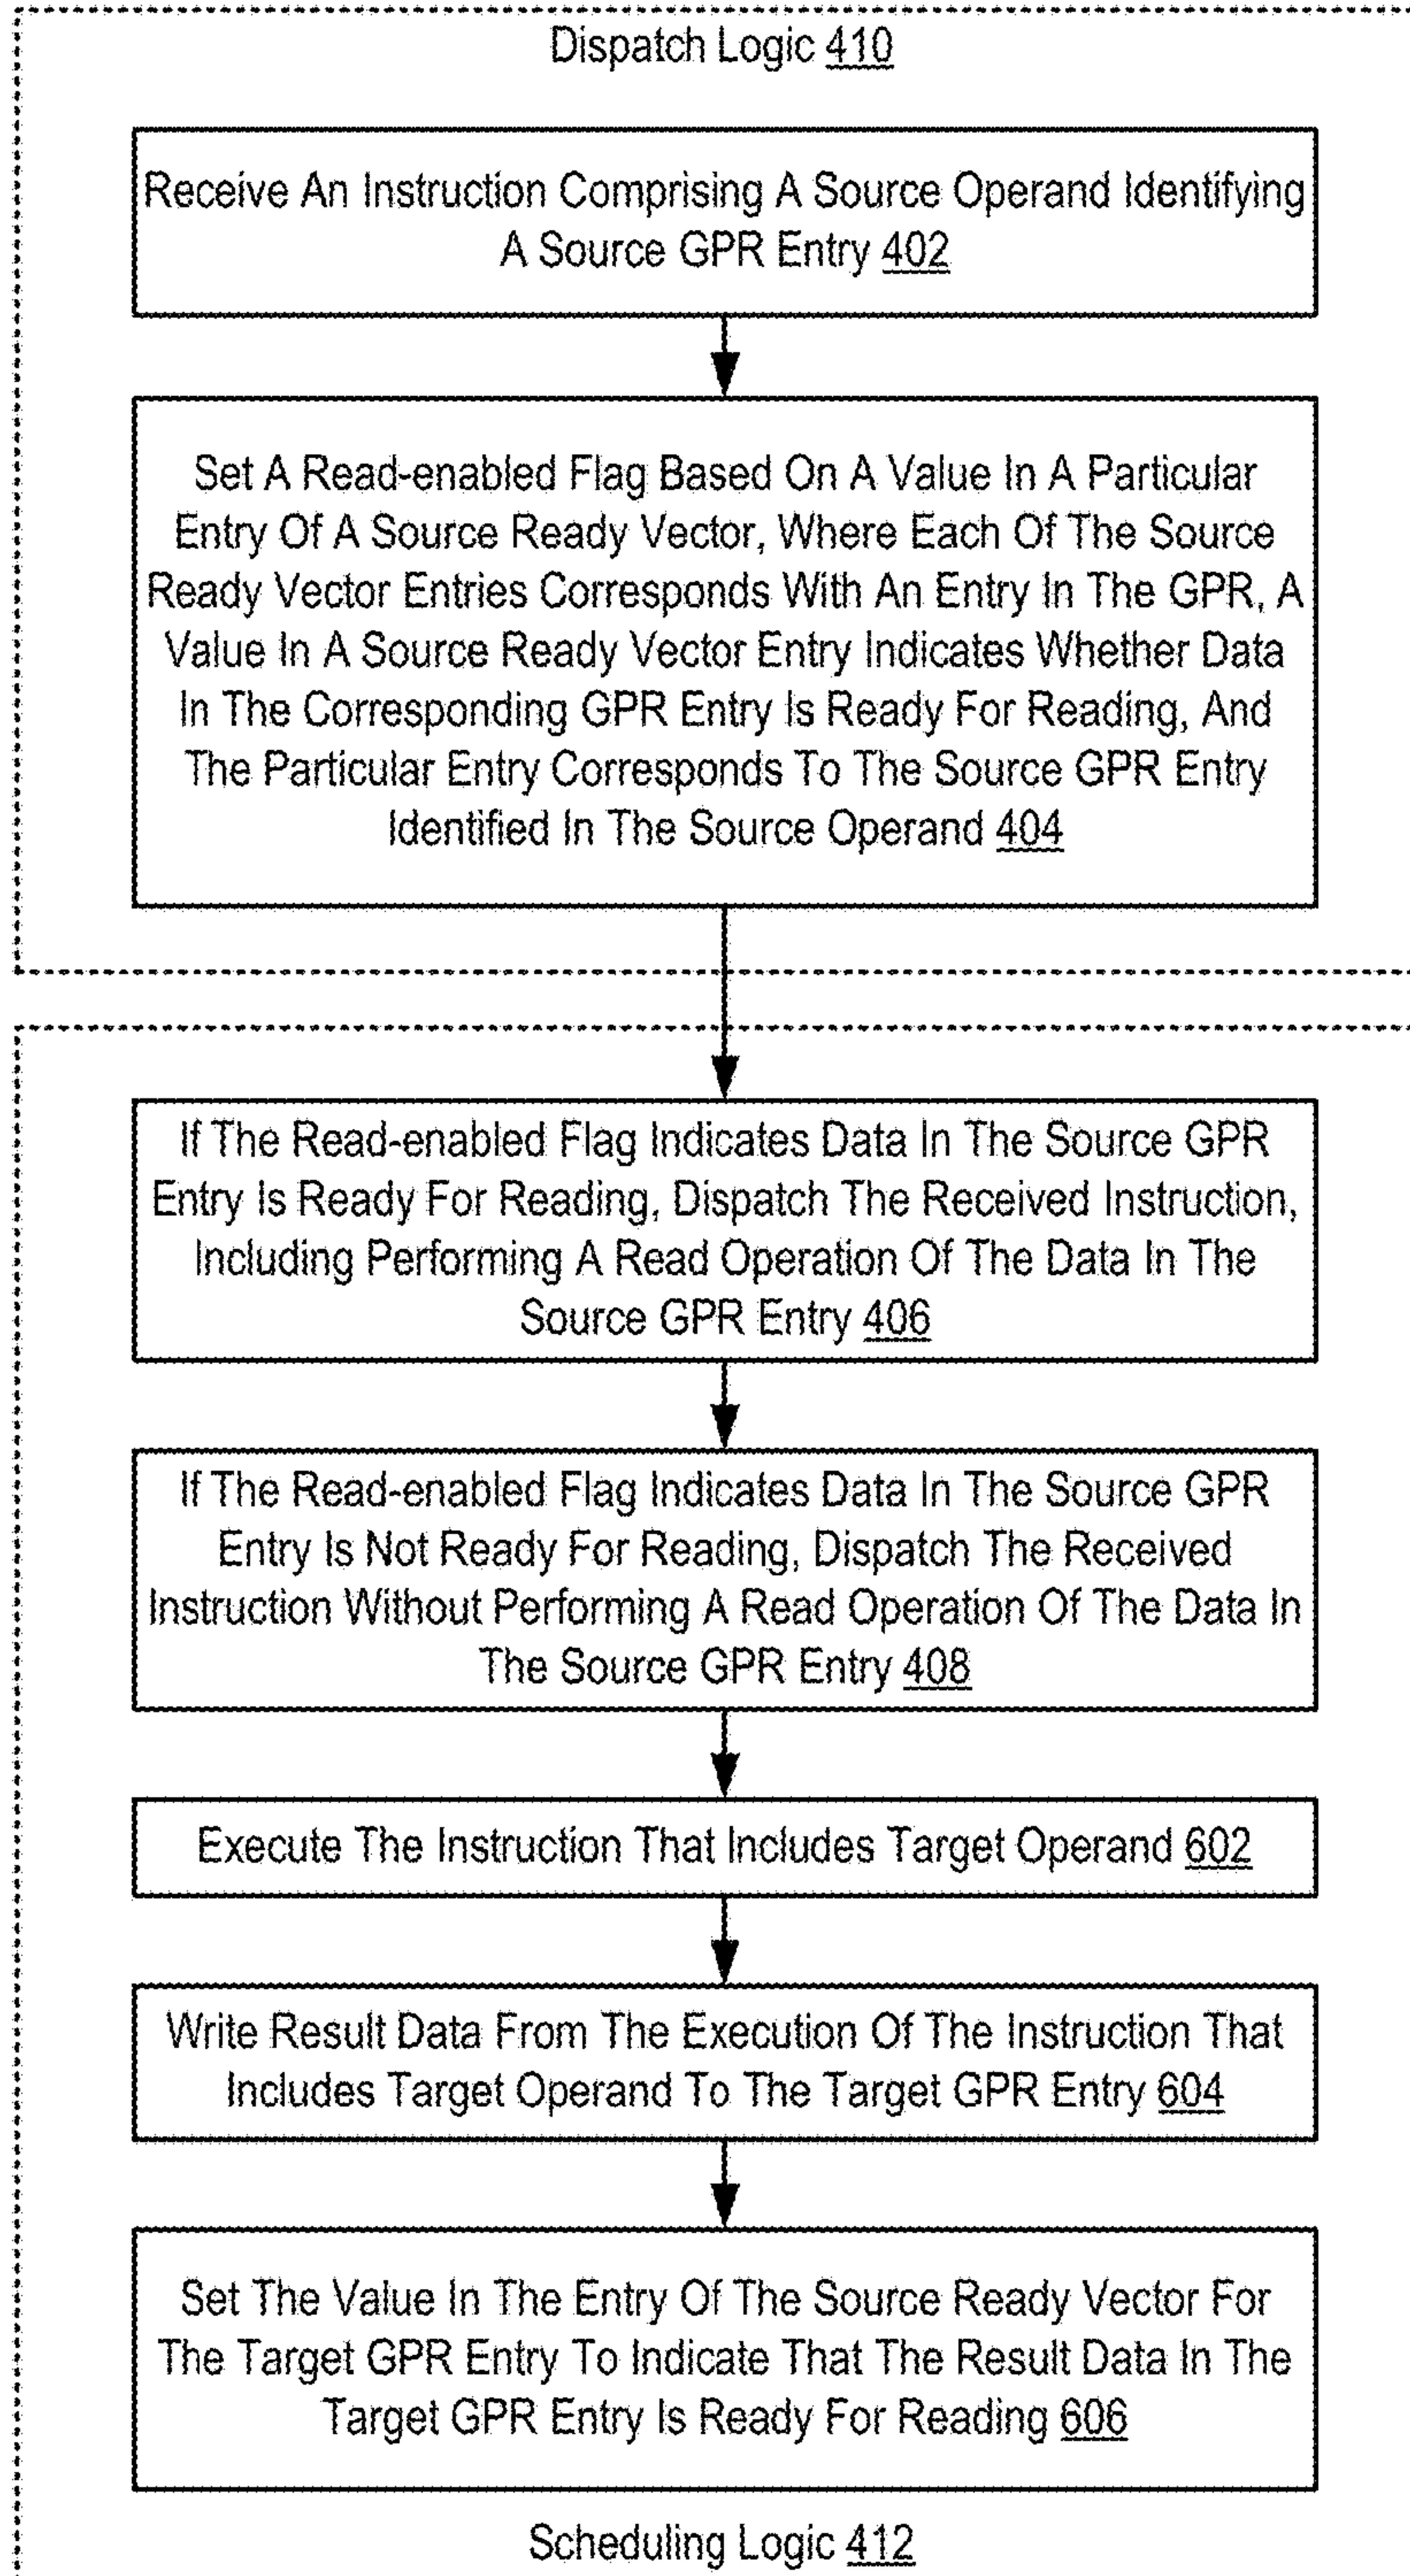 Dispatch Logic 410
Receive An Instruction Comprising A Source Operand Identifying
A Source GPR Entry 402
Set A Read-enabled Flag Based On A Value In A Particular
Entry Of A Source Ready Vector, Where Each Of The Source
Ready Vector Entries Corresponds With An Entry In The GPR, A
Value In A Source Ready Vector Entry Indicates Whether Data
In The Corresponding GPR Entry Is Ready For Reading, And
The Particular Entry Corresponds To The Source GPR Entry
Identified In The Source Operand 404
If The Read-enabled Flag Indicates Data In The Source GPR
Entry Is Ready For Reading, Dispatch The Received Instruction,
Including Performing A Read Operation Of The Data In The
Source GPR Entry 406
If The Read-enabled Flag Indicates Data In The Source GPR
Entry Is Not Ready For Reading, Dispatch The Received
Instruction Without Performing A Read Operation Of The Data In
The Source GPR Entry 408
Execute The Instruction That Includes Target Operand 602
Write Result Data From The Execution Of The Instruction That
Includes Target Operand To The Target GPR Entry 604
Set The Value In The Entry Of The Source Ready Vector For
The Target GPR Entry To Indicate That The Result Data In The
Target GPR Entry Is Ready For Reading 606
Scheduling Logic 412